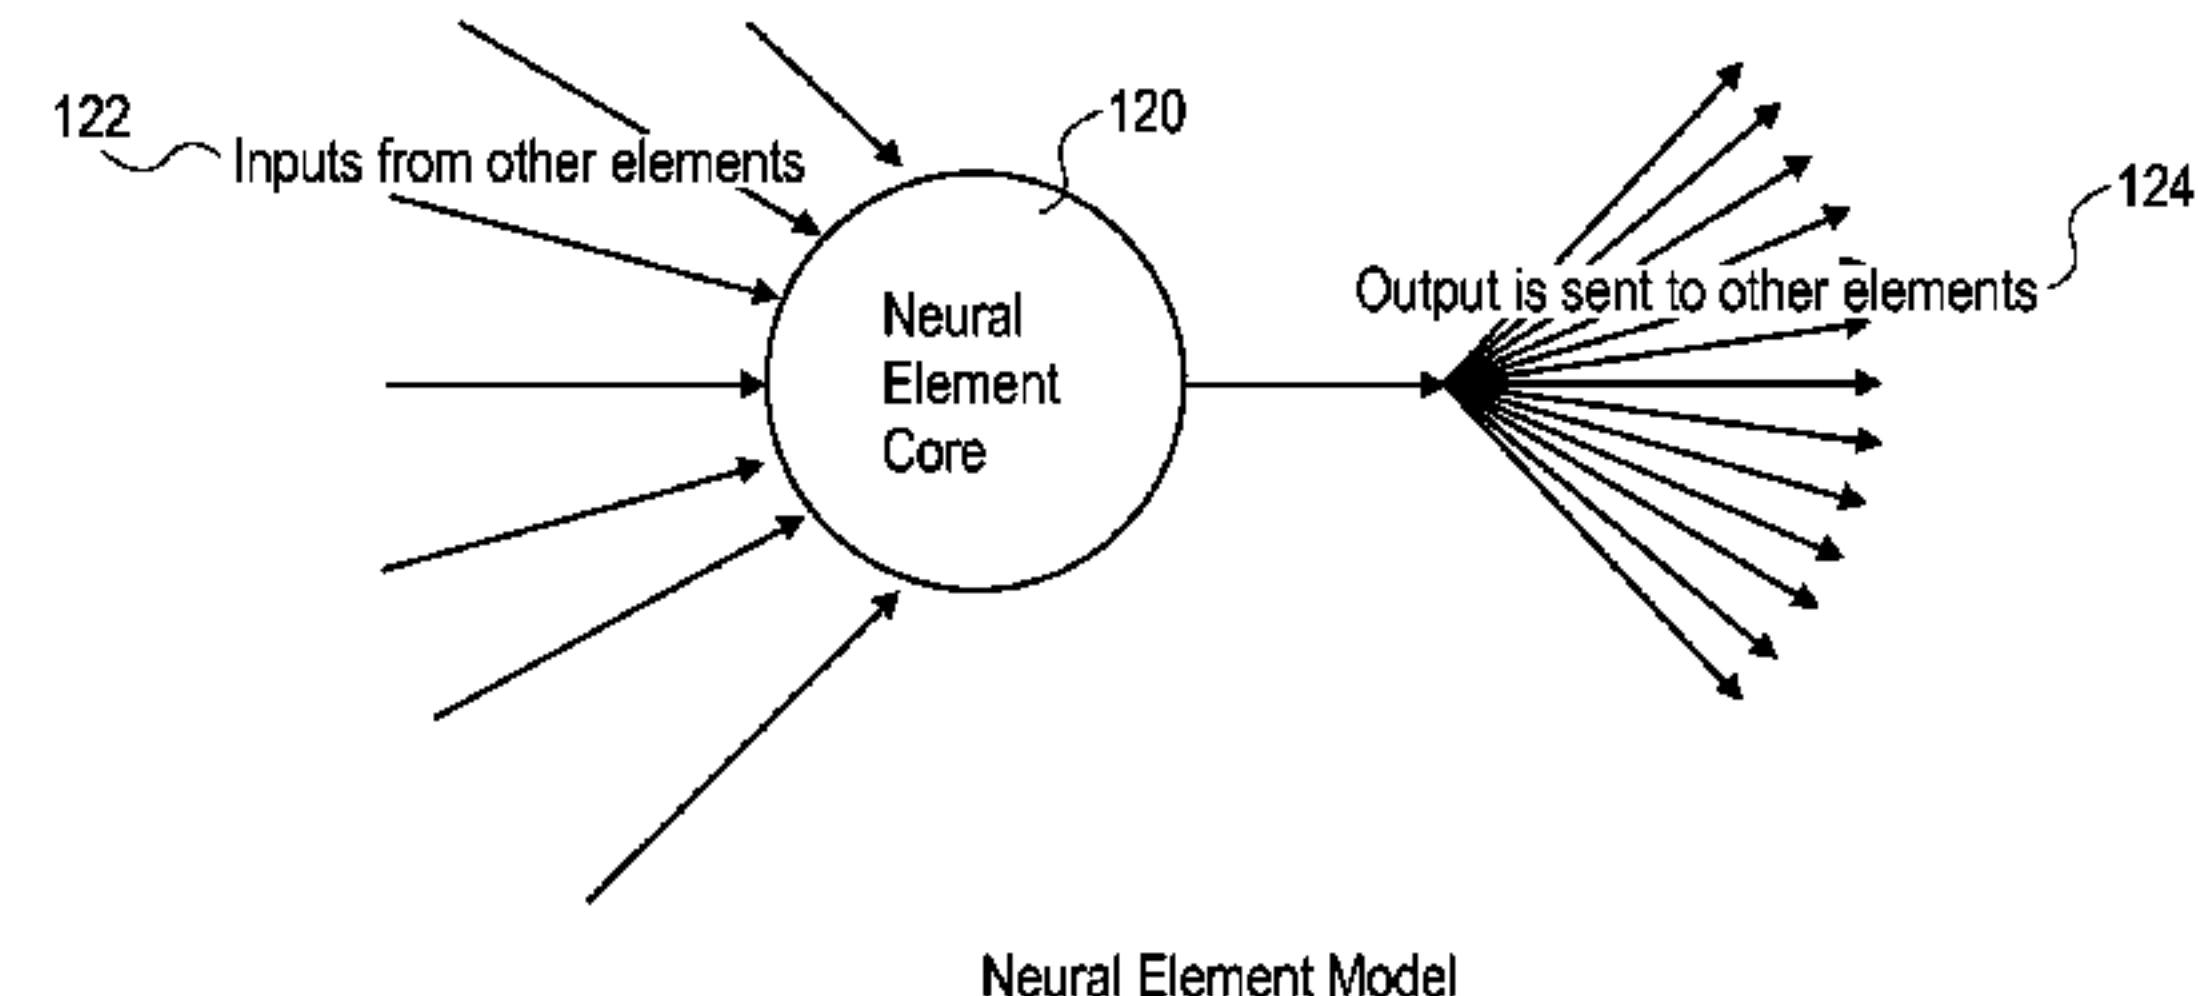 122
Inputs from other elements
120
124
Output is sent to other elements
Neural
Element
Core
Neural Element Model